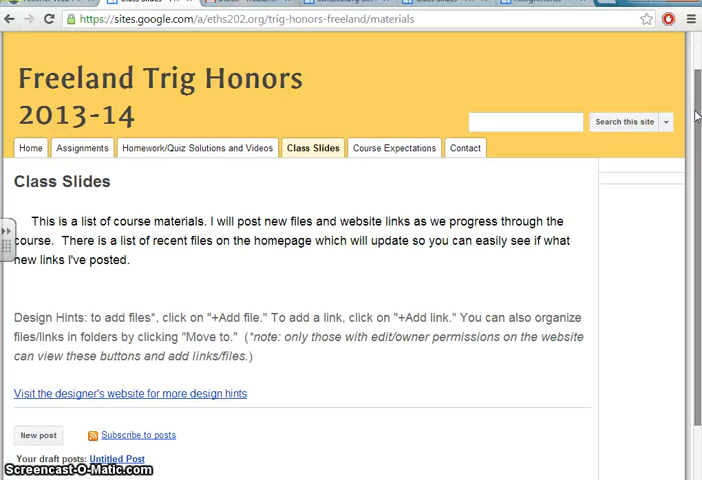 https://sites.google.com/a/eths202.org/trig-honors-freeland/materials
Freeland Trig Honors
2013-14
Search this site
Home Assignments Homework/Quiz Solutions and Videos Class Slides Course Expectations Contact
Class Slides
This is a list of course materials. I will post new files and website links as we progress through the
course. There is a list of recent files on the homepage which will update so you can easily see if what
new links I've posted.
Design Hints: to add files*, click on "+Add file." To add a link, click on "+Add link." You can also organize
files/links in folders by clicking "Move to." (*note: only those with edit/owner permissions on the website
can view these buttons and add links/files.)
Visit the designer's website for more design hints
New post Subscribe to posts
Your draft posts: Untitled Post
Screencast-O-Matic.com